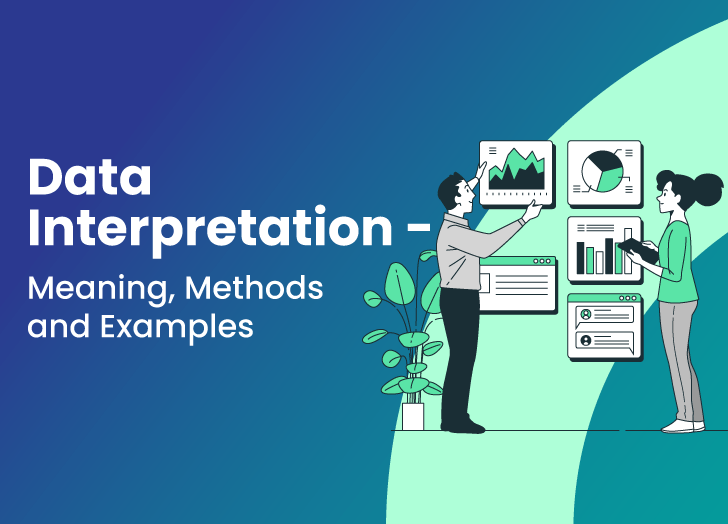 Data
Interpretation -
Meaning, Methods
and Examples